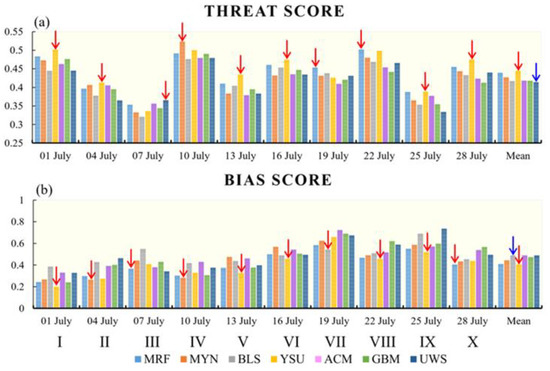 THREAT SCORE
(a)
0.55
0.5
0.45
0.4
0.35
0.3
0.25
01 July 04 July 07 July 10 July 13 July 16 July 19 July 22 July 25 July 28 July Mean
BIAS SCORE
(b)
1
0.8
0.6
0.4
0.2
0
01 July 04 July 07 July 10 July 13 July 16 July 19 July 22 July 25 July 28 July Mean
I II III IV V VI VII VIII IX X
MRF MYN BLS YSU ACM GBM UWS